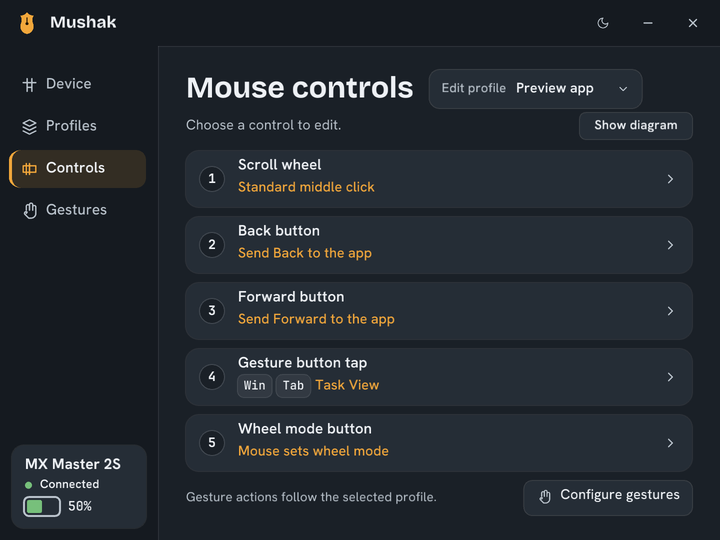 Mushak
Device
Profiles
Controls
Gestures
MX Master 2S
Connected
50%
Mouse controls
Edit profile Preview app
Choose a control to edit.
Show diagram
1
Scroll wheel
Standard middle click
2
Back button
Send Back to the app
3
Forward button
Send Forward to the app
4
Gesture button tap
Win Tab Task View
5
Wheel mode button
Mouse sets wheel mode
Gesture actions follow the selected profile.
Configure gestures